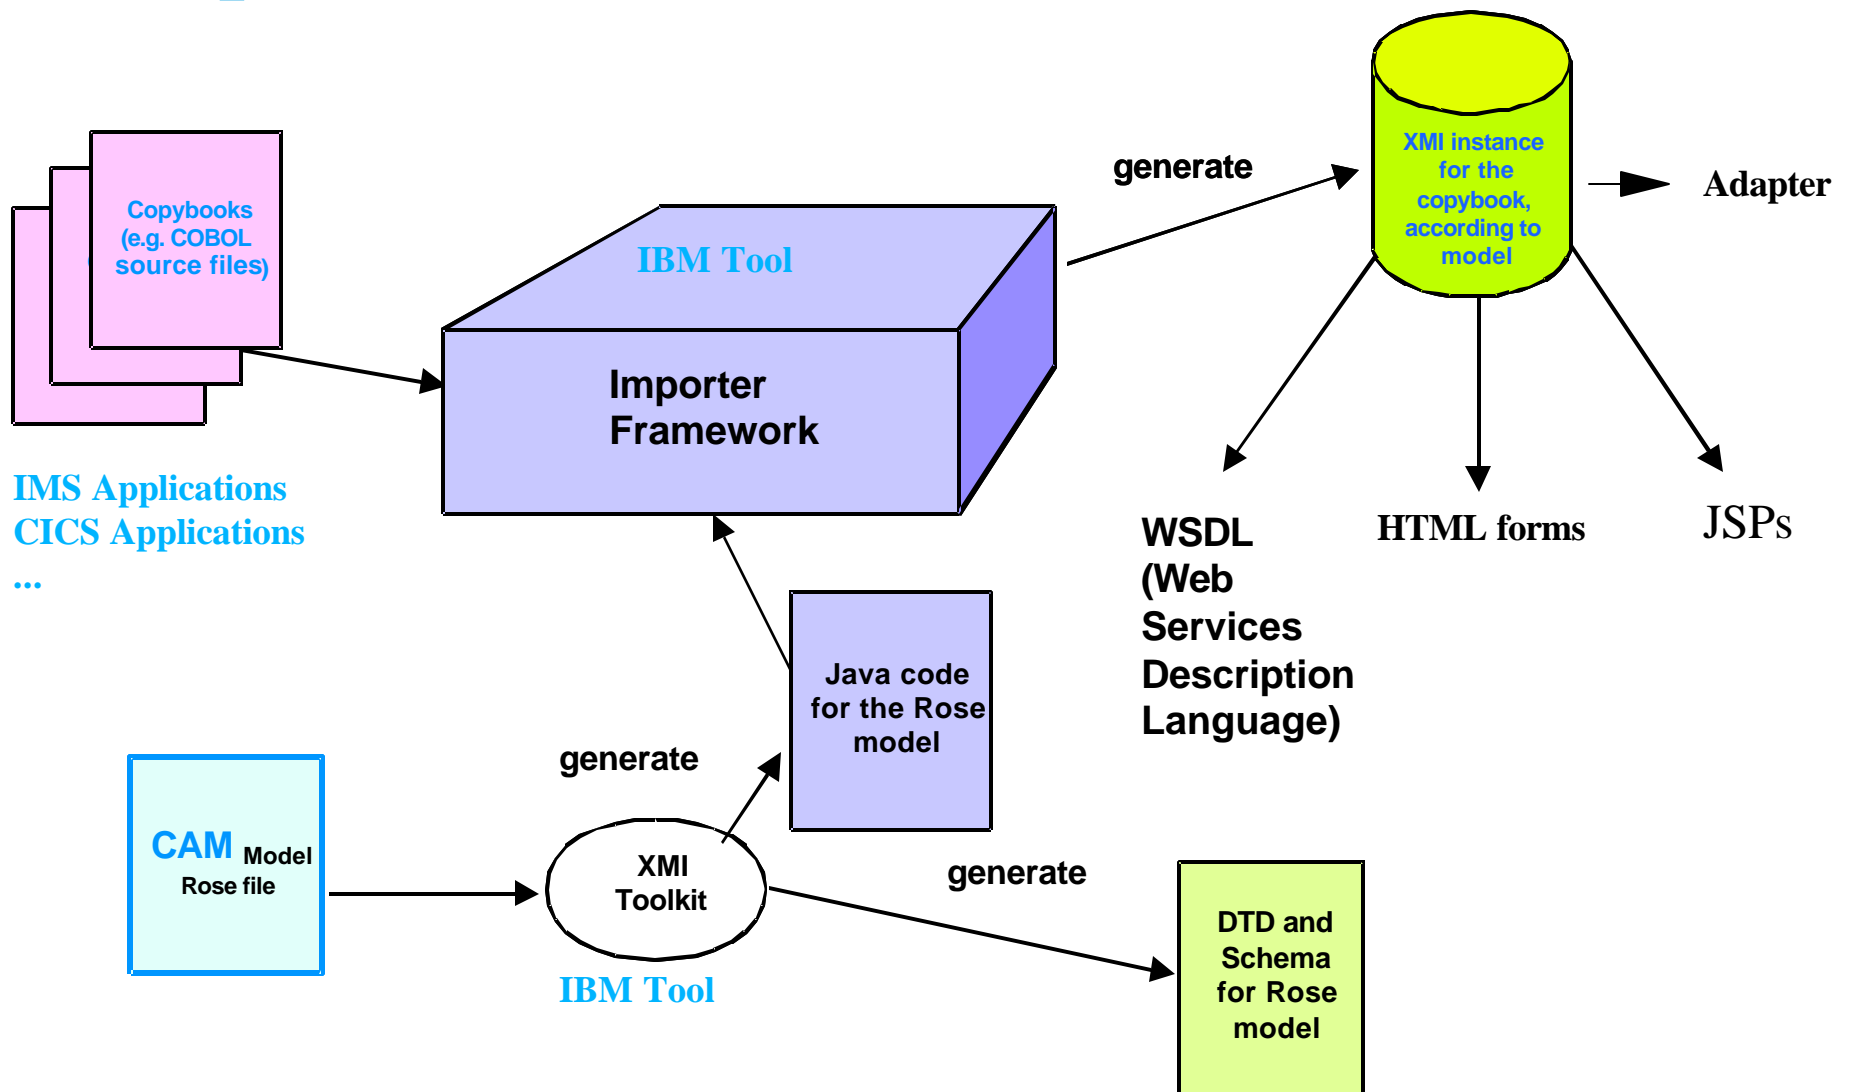 Copybooks
(e.g. COBOL
source files)
IMS Applications
CICS Applications
...
IBM Tool
Importer
Framework
generate
XMI instance
for the
copybook,
according to
model
Adapter
WSDL
(Web
Services
Description
Language)
HTML forms
JSPs
Java code
for the Rose
model
generate
CAM Model
Rose file
XMI
Toolkit
IBM Tool
generate
DTD and
Schema
for Rose
model